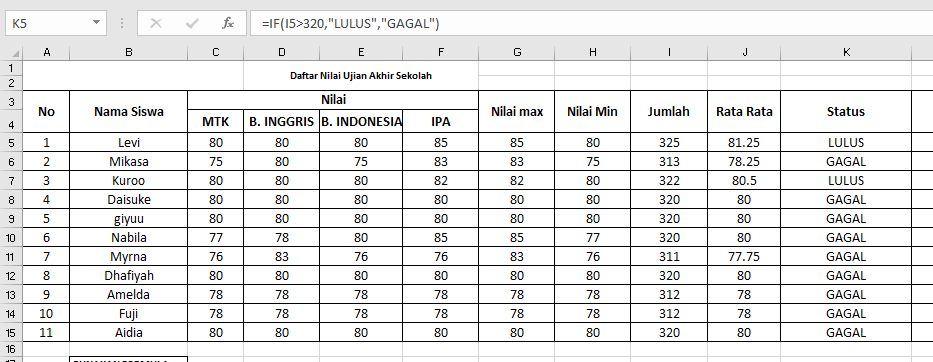 K5 =IF(I5>320,"LULUS","GAGAL")
A B C D E F G H I J K
1
2 Daftar Nilai Ujian Akhir Sekolah
3 No Nama Siswa Nilai Nilai max Nilai Min Jumlah Rata Rata Status
4 MTK B. INGGRIS B. INDONESIA IPA
5 1 Levi 80 80 80 85 85 80 325 81.25 LULUS
6 2 Mikasa 75 80 75 83 83 75 313 78.25 GAGAL
7 3 Kuroo 80 80 80 82 82 80 322 80.5 LULUS
8 4 Daisuke 80 80 80 80 80 80 320 80 GAGAL
9 5 giyuu 80 80 80 80 80 80 320 80 GAGAL
10 6 Nabila 77 78 80 85 85 77 320 80 GAGAL
11 7 Myrna 76 83 76 76 83 76 311 77.75 GAGAL
12 8 Dhafiyah 80 80 80 80 80 80 320 80 GAGAL
13 9 Amelda 78 78 78 78 78 78 312 78 GAGAL
14 10 Fuji 78 78 78 78 78 78 312 78 GAGAL
15 11 Aidia 80 80 80 80 80 80 320 80 GAGAL
16